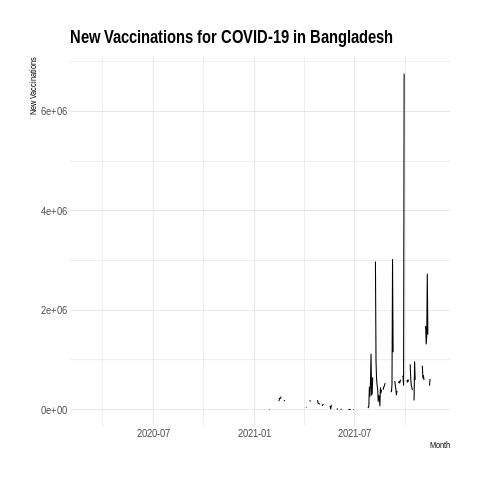 New Vaccinations for COVID-19 in Bangladesh
New Vaccinations
6e+06
4e+06
2e+06
0e+00
2020-07 2021-01 2021-07
Month